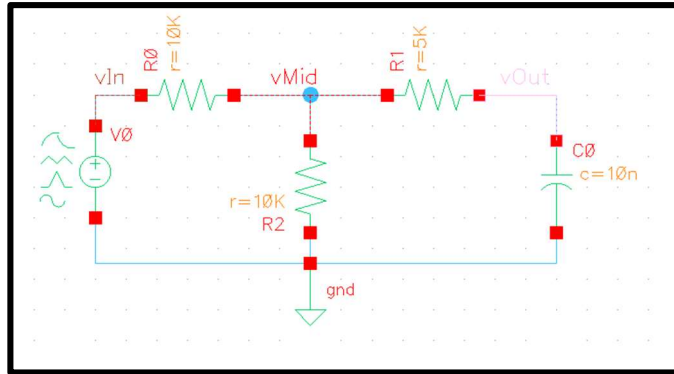 vIn
R0
r=10K
vMid
R1
r=5K
vOut
V0
+
-
r=10K
R2
C0
c=10n
gnd